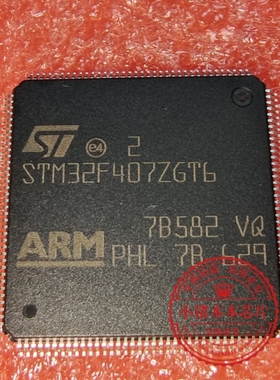 ST e4 2
STM32F407ZGT6
7B582 VQ
ARM PHL 7B 629